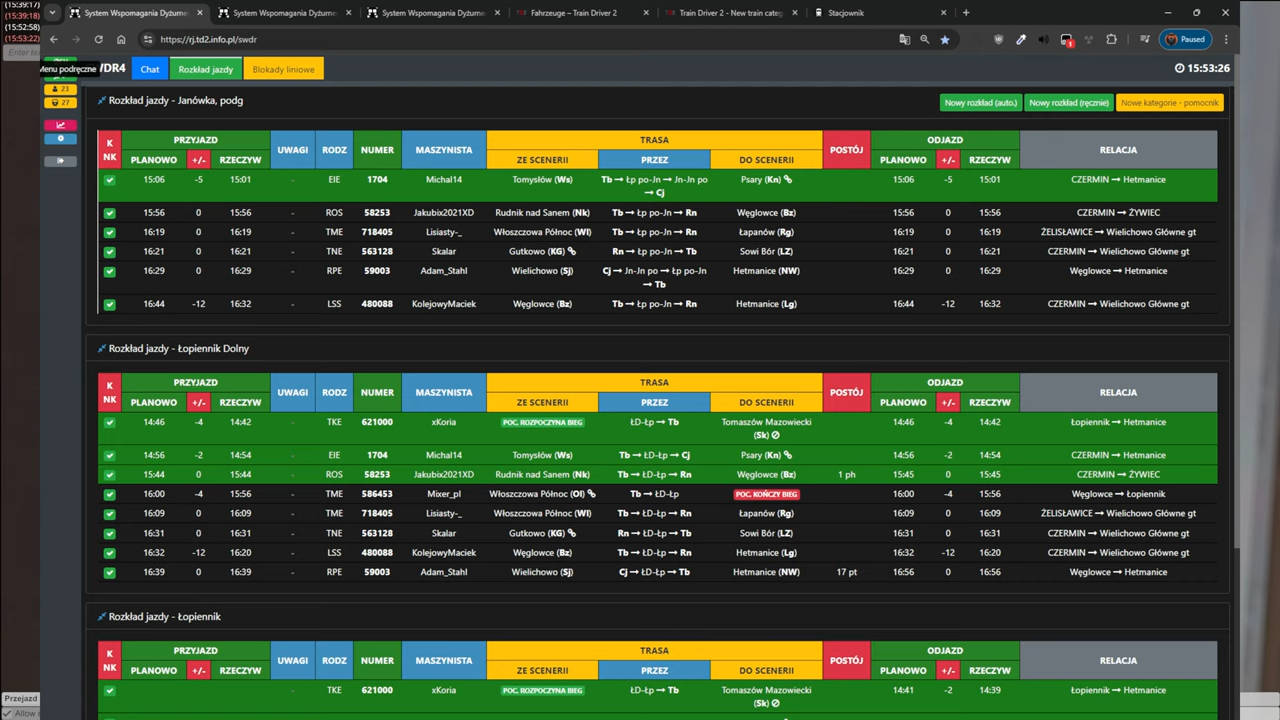 15:39:17)
(15:39:18)
(15:52:58)
(15:53:22)
Enter te
System Wspomagania Dyżurne
System Wspomagania Dyżurne
System Wspomagania Dyżurne
Fahrzeuge – Train Driver 2
Train Driver 2 - New train categ
Stacjownik
https://rj.td2.info.pl/swdr
Paused
Menu podręczne
WDR4
Chat
Rozkład jazdy
Blokady liniowe
15:53:26
23
27
Rozkład jazdy - Janówka, podg
Nowy rozkład (auto.)
Nowy rozkład (ręcznie)
Nowe kategorie - pomocnik
K NK PRZYJAZD UWAGI RODZ NUMER MASZYNISTA TRASA POSTÓJ ODJAZD RELACJA
PLANOWO +/- RZECZYW ZE SCENERII PRZEZ DO SCENERII PLANOWO +/- RZECZYW
15:06 -5 15:01 - EIE 1704 Michal14 Tomysłów (Ws) Tb → Łp po-Jn → Jn-Jn po → Cj Psary (Kn) 15:06 -5 15:01 CZERMIN → Hetmanice
15:56 0 15:56 - ROS 58253 Jakubix2021XD Rudnik nad Sanem (Nk) Tb → Łp po-Jn → Rn Węglowce (Bz) 15:56 0 15:56 CZERMIN → ŻYWIEC
16:19 0 16:19 - TME 718405 Lisiasty-_ Włoszczowa Północ (Wl) Tb → Łp po-Jn → Rn Łapanów (Rg) 16:19 0 16:19 ŻELISŁAWICE → Wielichowo Główne gt
16:21 0 16:21 - TNE 563128 Skalar Gutkowo (KG) Rn → Łp po-Jn → Tb Sowi Bór (LZ) 16:21 0 16:21 CZERMIN → Wielichowo Główne gt
16:29 0 16:29 - RPE 59003 Adam_Stahl Wielichowo (Sj) Cj → Jn-Jn po → Łp po-Jn → Tb Hetmanice (NW) 16:29 0 16:29 Węglowce → Hetmanice
16:44 -12 16:32 - LSS 480088 KolejowyMaciek Węglowce (Bz) Tb → Łp po-Jn → Rn Hetmanice (Lg) 16:44 -12 16:32 CZERMIN → Wielichowo Główne gt
Rozkład jazdy - Łopiennik Dolny
K NK PRZYJAZD UWAGI RODZ NUMER MASZYNISTA TRASA POSTÓJ ODJAZD RELACJA
PLANOWO +/- RZECZYW ZE SCENERII PRZEZ DO SCENERII PLANOWO +/- RZECZYW
14:46 -4 14:42 - TKE 621000 xKoria POC. ROZPOCZYNA BIEG ŁD-Łp → Tb Tomaszów Mazowiecki (Sk) 14:46 -4 14:42 Łopiennik → Hetmanice
14:56 -2 14:54 - EIE 1704 Michal14 Tomysłów (Ws) Tb → ŁD-Łp → Cj Psary (Kn) 14:56 -2 14:54 CZERMIN → Hetmanice
15:44 0 15:44 - ROS 58253 Jakubix2021XD Rudnik nad Sanem (Nk) Tb → ŁD-Łp → Rn Węglowce (Bz) 1 ph 15:45 0 15:45 CZERMIN → ŻYWIEC
16:00 -4 15:56 - TME 586453 Mixer_pl Włoszczowa Północ (Ol) Tb → ŁD-Łp POC. KOŃCZY BIEG 16:00 -4 15:56 Węglowce → Łopiennik
16:09 0 16:09 - TME 718405 Lisiasty-_ Włoszczowa Północ (Wl) Tb → ŁD-Łp → Rn Łapanów (Rg) 16:09 0 16:09 ŻELISŁAWICE → Wielichowo Główne gt
16:31 0 16:31 - TNE 563128 Skalar Gutkowo (KG) Rn → ŁD-Łp → Tb Sowi Bór (LZ) 16:31 0 16:31 CZERMIN → Wielichowo Główne gt
16:32 -12 16:20 - LSS 480088 KolejowyMaciek Węglowce (Bz) Tb → ŁD-Łp → Rn Hetmanice (Lg) 16:32 -12 16:20 CZERMIN → Wielichowo Główne gt
16:39 0 16:39 - RPE 59003 Adam_Stahl Wielichowo (Sj) Cj → ŁD-Łp → Tb Hetmanice (NW) 17 pt 16:56 0 16:56 Węglowce → Hetmanice
Rozkład jazdy - Łopiennik
K NK PRZYJAZD UWAGI RODZ NUMER MASZYNISTA TRASA POSTÓJ ODJAZD RELACJA
PLANOWO +/- RZECZYW ZE SCENERII PRZEZ DO SCENERII PLANOWO +/- RZECZYW
- TKE 621000 xKoria POC. ROZPOCZYNA BIEG ŁD-Łp → Tb Tomaszów Mazowiecki (Sk) 14:41 -2 14:39 Łopiennik → Hetmanice
Przejazd
Allow